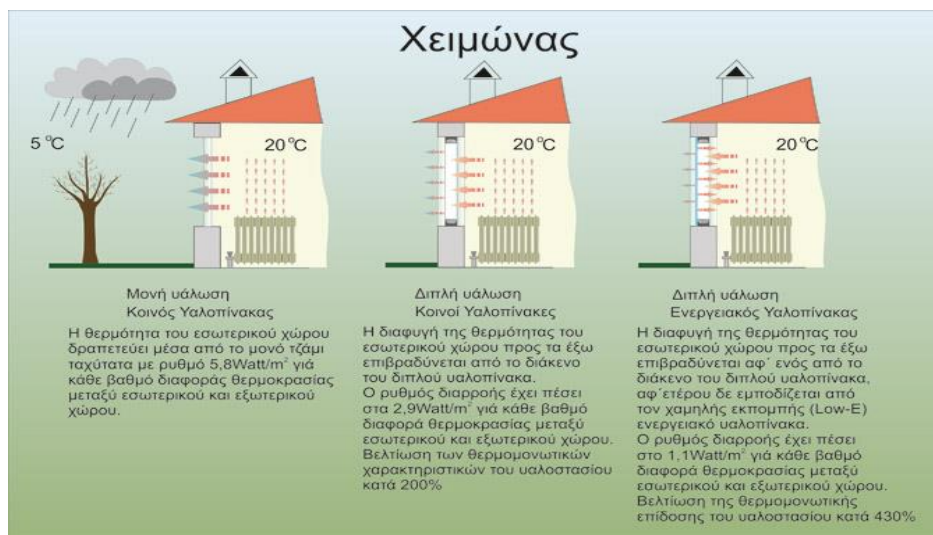 Χειμώνας
5 °C
20 °C
20 °C
20 °C
Μονή υάλωση
Κοινός Υαλοπίνακας
Η θερμότητα του εσωτερικού χώρου
δραπετεύει μέσα από το μονό τζάμι
ταχύτατα με ρυθμό 5,8Watt/m² γιά
κάθε βαθμό διαφοράς θερμοκρασίας
μεταξύ εσωτερικού και εξωτερικού
χώρου.
Διπλή υάλωση
Κοινοί Υαλοπίνακες
Η διαφυγή της θερμότητας του
εσωτερικού χώρου προς τα έξω
επιβραδύνεται από το διάκενο
του διπλού υαλοπίνακα.
Ο ρυθμός διαρροής έχει πέσει
στα 2,9Watt/m² γιά κάθε βαθμό
διαφορά θερμοκρασίας μεταξύ
εσωτερικού και εξωτερικού χώρου.
Βελτίωση των θερμομονωτικών
χαρακτηριστικών του υαλοστασίου
κατά 200%
Διπλή υάλωση
Ενεργειακός Υαλοπίνακας
Η διαφυγή της θερμότητας του
εσωτερικού χώρου προς τα έξω
επιβραδύνεται αφ΄ ενός από το
διάκενο του διπλού υαλοπίνακα,
αφ΄ετέρου δε εμποδίζεται από
τον χαμηλής εκπομπής (Low-E)
ενεργειακό υαλοπίνακα.
Ο ρυθμός διαρροής έχει πέσει
στο 1,1Watt/m² γιά κάθε βαθμό
διαφορά θερμοκρασίας μεταξύ
εσωτερικού και εξωτερικού χώρου.
Βελτίωση της θερμομονωτικής
επίδοσης του υαλοστασίου κατά 430%